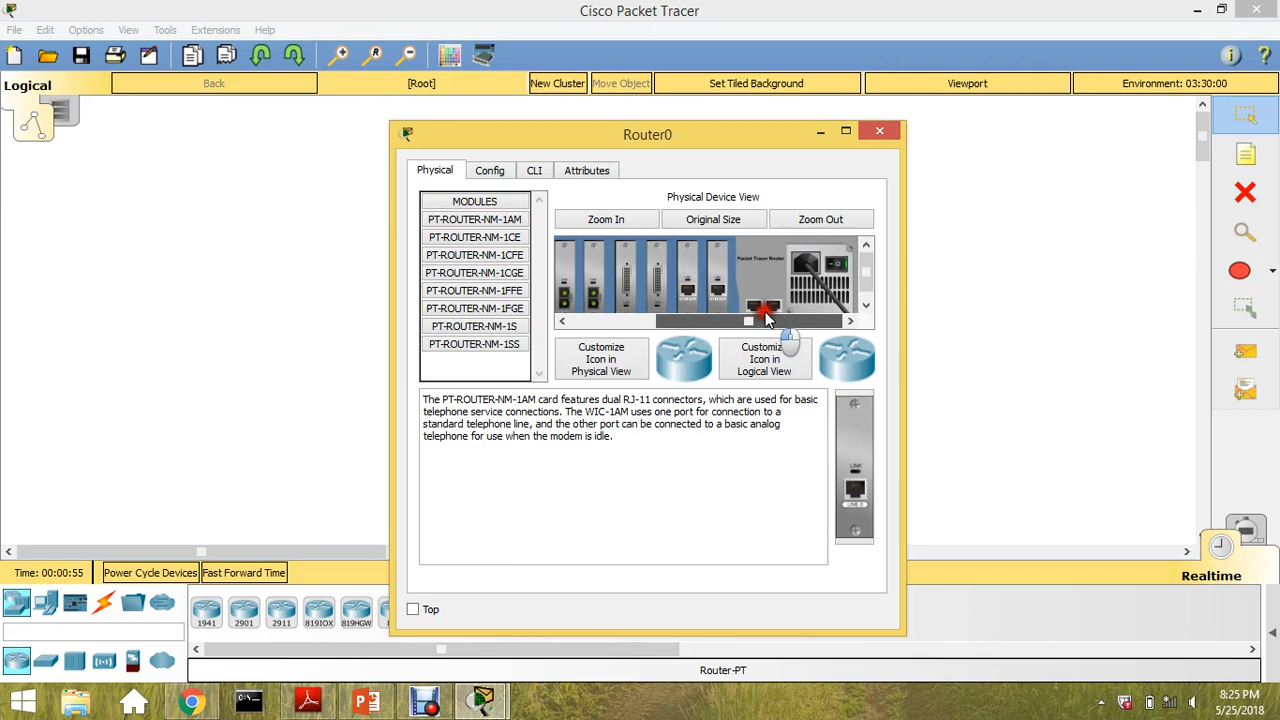 Cisco Packet Tracer
File Edit Options View Tools Extensions Help
Logical Back [Root] New Cluster Move Object Set Tiled Background Viewport Environment: 03:30:00
Router0
Physical Config CLI Attributes
MODULES
PT-ROUTER-NM-1AM
PT-ROUTER-NM-1CE
PT-ROUTER-NM-1CFE
PT-ROUTER-NM-1CGE
PT-ROUTER-NM-1FFE
PT-ROUTER-NM-1FGE
PT-ROUTER-NM-1S
PT-ROUTER-NM-1SS
Physical Device View
Zoom In Original Size Zoom Out
Packet Tracer Router
Customize
Icon in
Physical View
Customize
Icon in
Logical View
The PT-ROUTER-NM-1AM card features dual RJ-11 connectors, which are used for basic
telephone service connections. The WIC-1AM uses one port for connection to a
standard telephone line, and the other port can be connected to a basic analog
telephone for use when the modem is idle.
LINK
LINE 0
Top
Time: 00:00:55 Power Cycle Devices Fast Forward Time
Realtime
1941 2901 2911 819IOX 819HGW
Router-PT
8:25 PM
5/25/2018